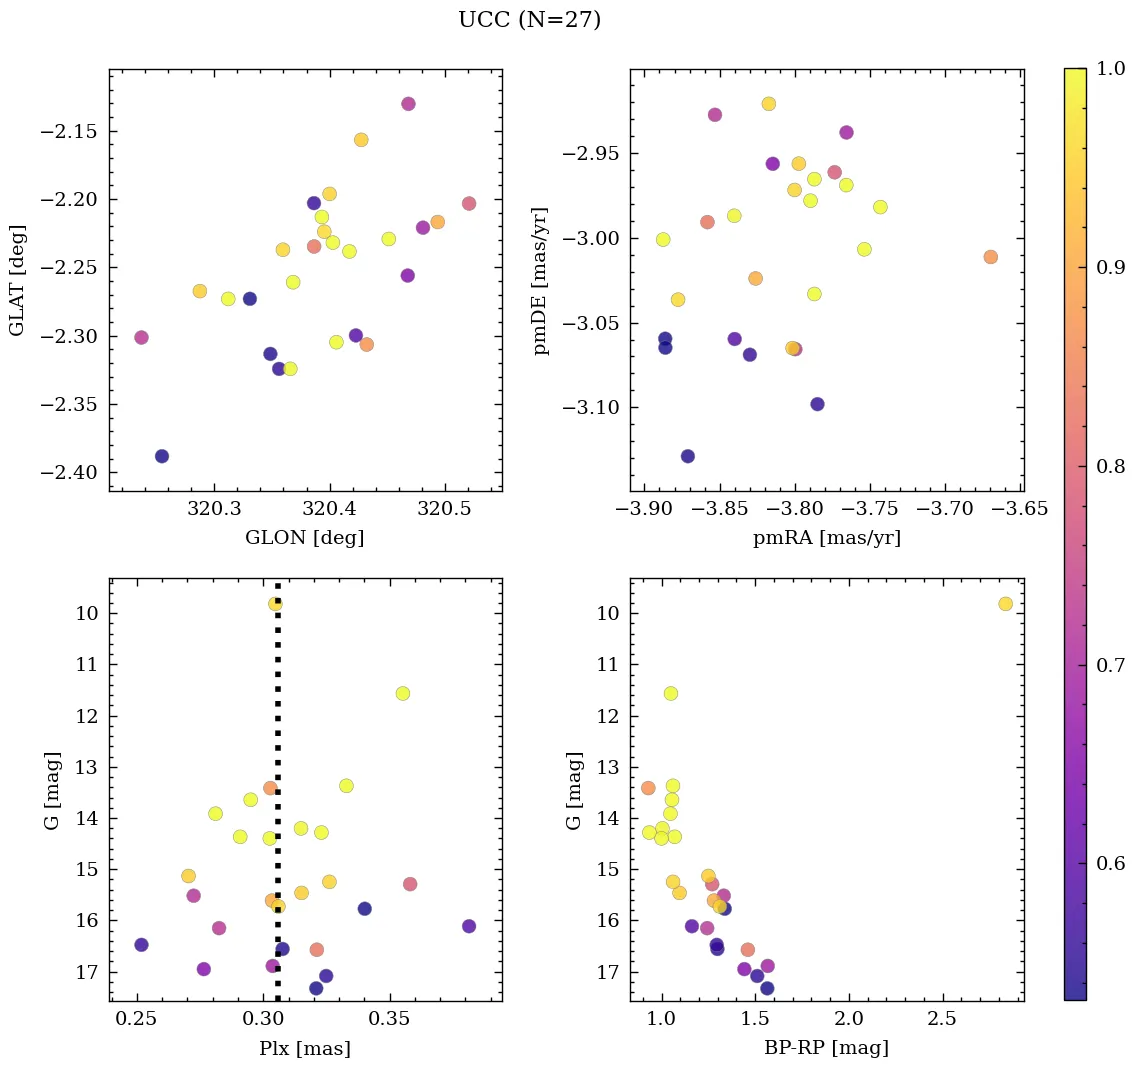 UCC (N=27)
−2.15
−2.20
−2.25
−2.30
−2.35
−2.40
GLAT [deg]
320.3 320.4 320.5
GLON [deg]
−2.95
−3.00
−3.05
−3.10
pmDE [mas/yr]
−3.90 −3.85 −3.80 −3.75 −3.70 −3.65
pmRA [mas/yr]
10
11
12
13
14
15
16
17
G [mag]
0.25 0.30 0.35
Plx [mas]
10
11
12
13
14
15
16
17
G [mag]
1.0 1.5 2.0 2.5
BP-RP [mag]
1.0
0.9
0.8
0.7
0.6